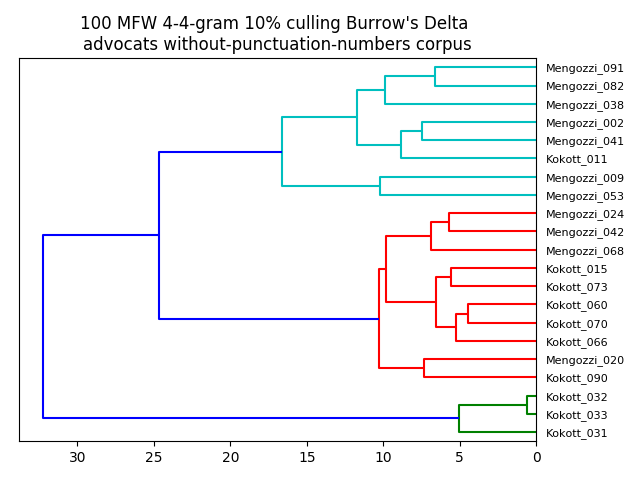 100 MFW 4-4-gram 10% culling Burrow's Delta
advocats without-punctuation-numbers corpus
Mengozzi_091
Mengozzi_082
Mengozzi_038
Mengozzi_002
Mengozzi_041
Kokott_011
Mengozzi_009
Mengozzi_053
Mengozzi_024
Mengozzi_042
Mengozzi_068
Kokott_015
Kokott_073
Kokott_060
Kokott_070
Kokott_066
Mengozzi_020
Kokott_090
Kokott_032
Kokott_033
Kokott_031
30 25 20 15 10 5 0